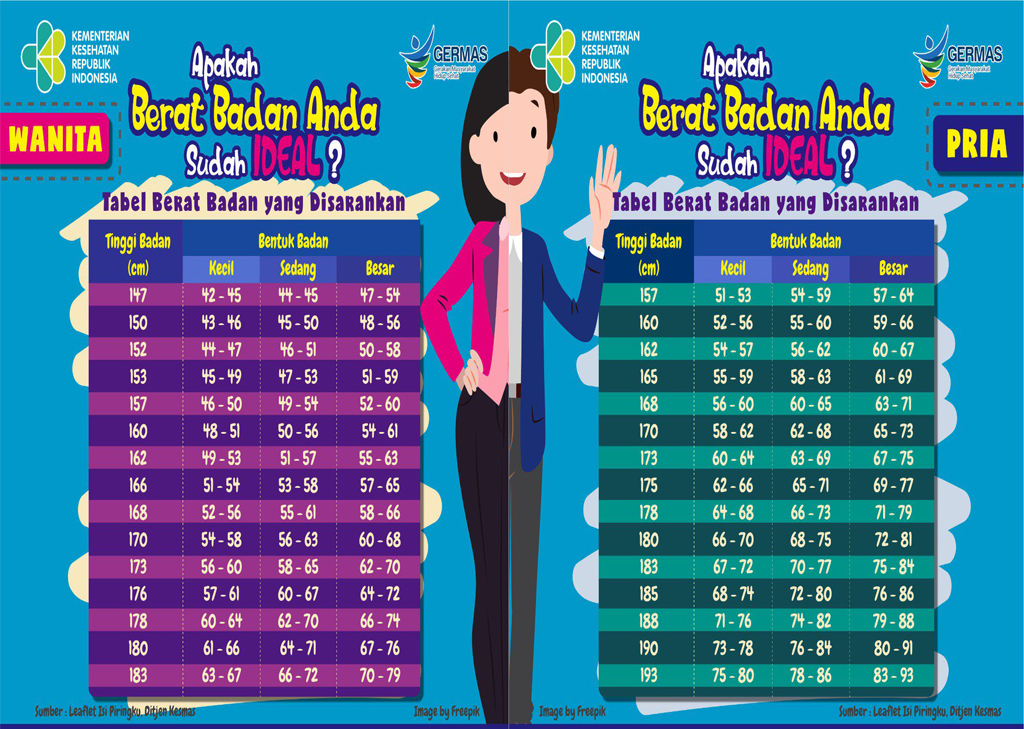 KEMENTERIAN
KESEHATAN
REPUBLIK
INDONESIA
GERMAS
Gerakan Masyarakat
Hidup Sehat
WANITA
Apakah
Berat Badan Anda
Sudah IDEAL ?
Tabel Berat Badan yang Disarankan
Tinggi Badan
(cm)
Bentuk Badan
Kecil Sedang Besar
147 42 - 45 44 - 45 47 - 54
150 43 - 46 45 - 50 48 - 56
152 44 - 47 46 - 51 50 - 58
153 45 - 49 47 - 53 51 - 59
157 46 - 50 49 - 54 52 - 60
160 48 - 51 50 - 56 54 - 61
162 49 - 53 51 - 57 55 - 63
166 51 - 54 53 - 58 57 - 65
168 52 - 56 55 - 61 58 - 66
170 54 - 58 56 - 63 60 - 68
173 56 - 60 58 - 65 62 - 70
176 57 - 61 60 - 67 64 - 72
178 60 - 64 62 - 70 66 - 74
180 61 - 66 64 - 71 67 - 76
183 63 - 67 66 - 72 70 - 79
Sumber : Leaflet Isi Piringku, Ditjen Kesmas
Image by Freepik
KEMENTERIAN
KESEHATAN
REPUBLIK
INDONESIA
GERMAS
Gerakan Masyarakat
Hidup Sehat
PRIA
Apakah
Berat Badan Anda
Sudah IDEAL ?
Tabel Berat Badan yang Disarankan
Tinggi Badan
(cm)
Bentuk Badan
Kecil Sedang Besar
157 51 - 53 54 - 59 57 - 64
160 52 - 56 55 - 60 59 - 66
162 54 - 57 56 - 62 60 - 67
165 55 - 59 58 - 63 61 - 69
168 56 - 60 60 - 65 63 - 71
170 58 - 62 62 - 68 65 - 73
173 60 - 64 63 - 69 67 - 75
175 62 - 66 65 - 71 69 - 77
178 64 - 68 66 - 73 71 - 79
180 66 - 70 68 - 75 72 - 81
183 67 - 72 70 - 77 75 - 84
185 68 - 74 72 - 80 76 - 86
188 71 - 76 74 - 82 79 - 88
190 73 - 78 76 - 84 80 - 91
193 75 - 80 78 - 86 83 - 93
Image by Freepik
Sumber : Leaflet Isi Piringku, Ditjen Kesmas